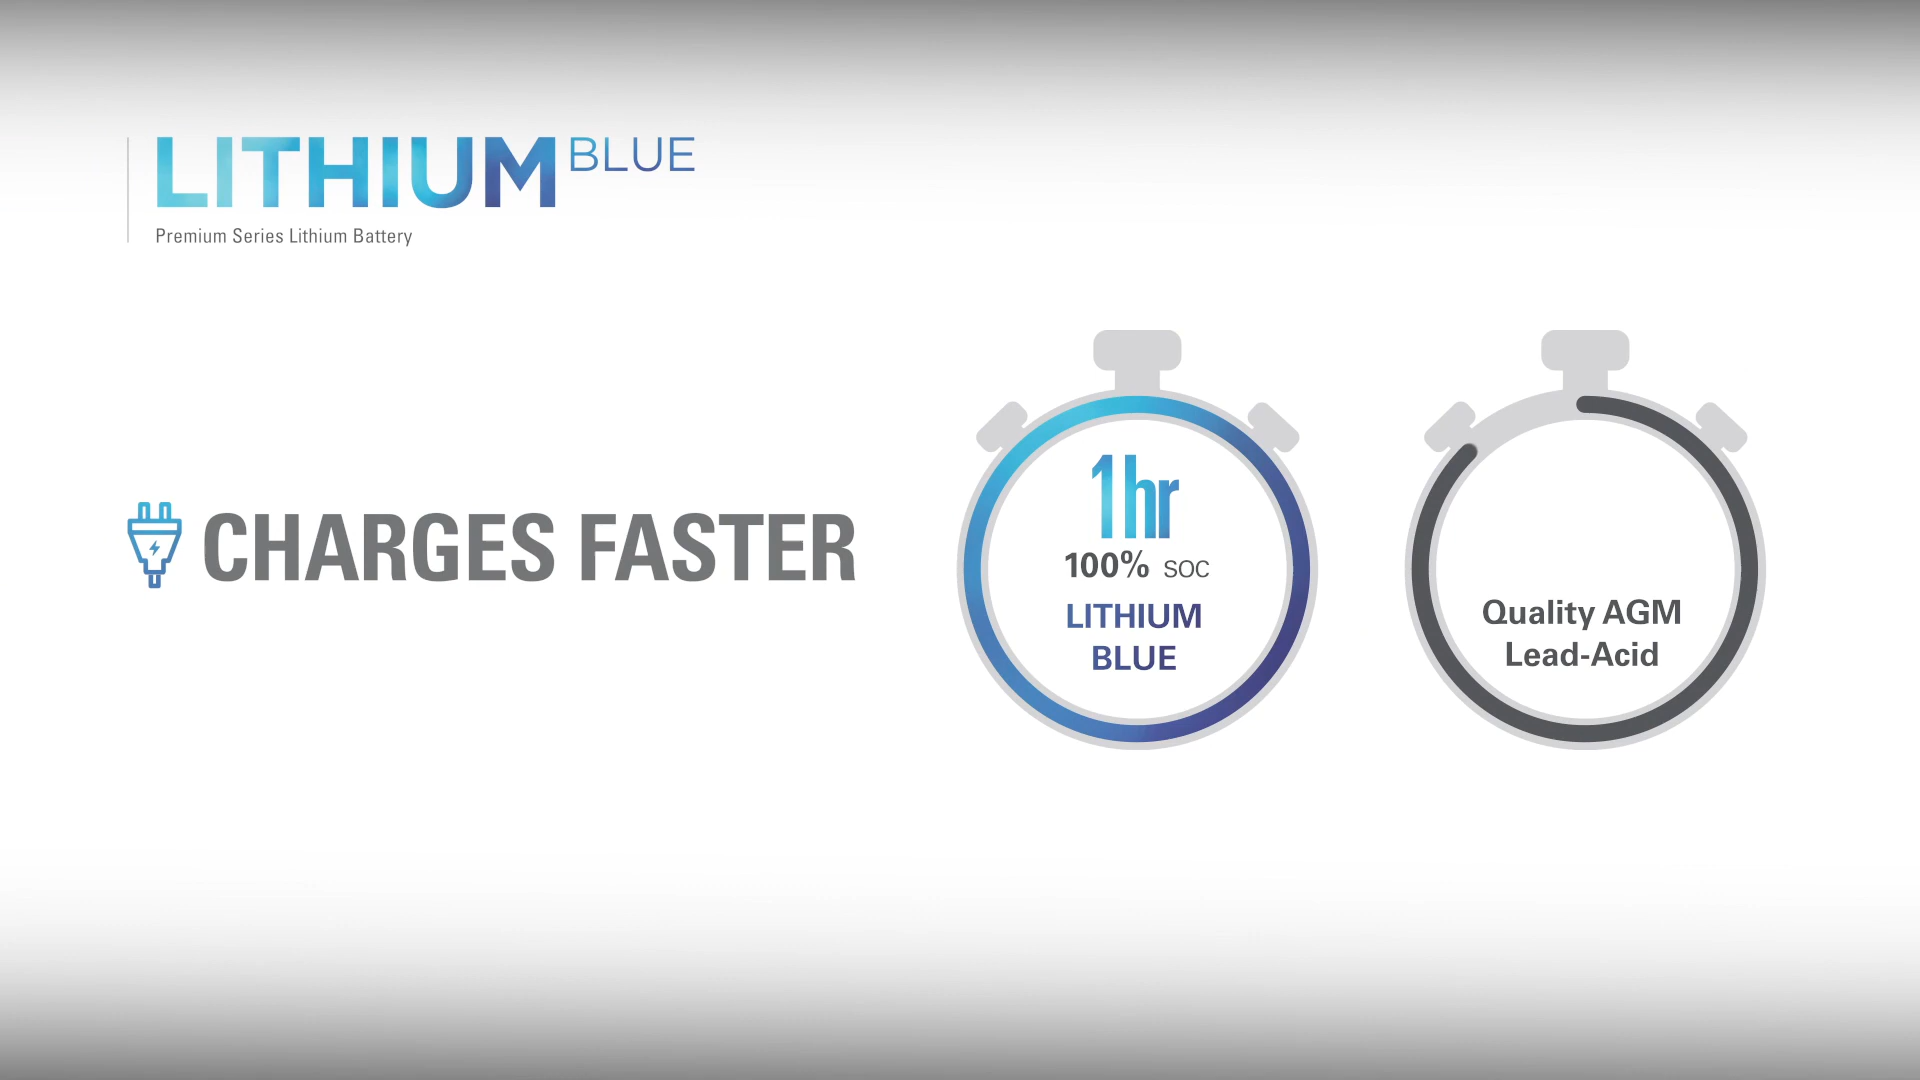 LITHIUM BLUE
Premium Series Lithium Battery
CHARGES FASTER
1hr
100% SOC
LITHIUM
BLUE
Quality AGM
Lead-Acid